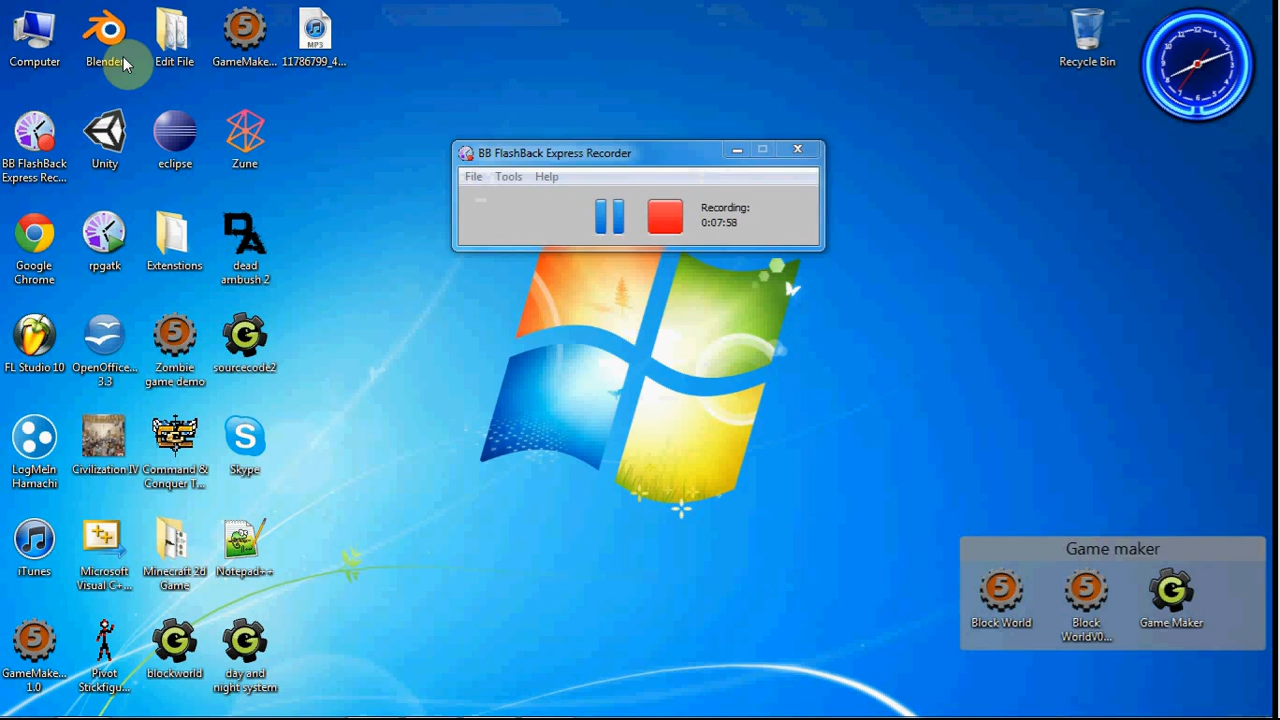 Computer
Blender
Edit File
GameMake...
MP3
11786799_4...
Recycle Bin
BB FlashBack
Express Rec...
Unity
eclipse
Zune
BB FlashBack Express Recorder
File Tools Help
Recording:
0:07:58
Google
Chrome
rpgatk
Extenstions
DA
dead
ambush 2
FL Studio 10
OpenOffice...
3.3
Zombie
game demo
sourcecode2
LogMeIn
Hamachi
Civilization IV
Command &
Conquer T...
Skype
iTunes
Microsoft
Visual C+...
Minecraft 2d
Game
Notepad++
Game maker
Block World
Block
WorldV0...
Game Maker
GameMake...
1.0
Pivot
Stickfigu...
blockworld
day and
night system